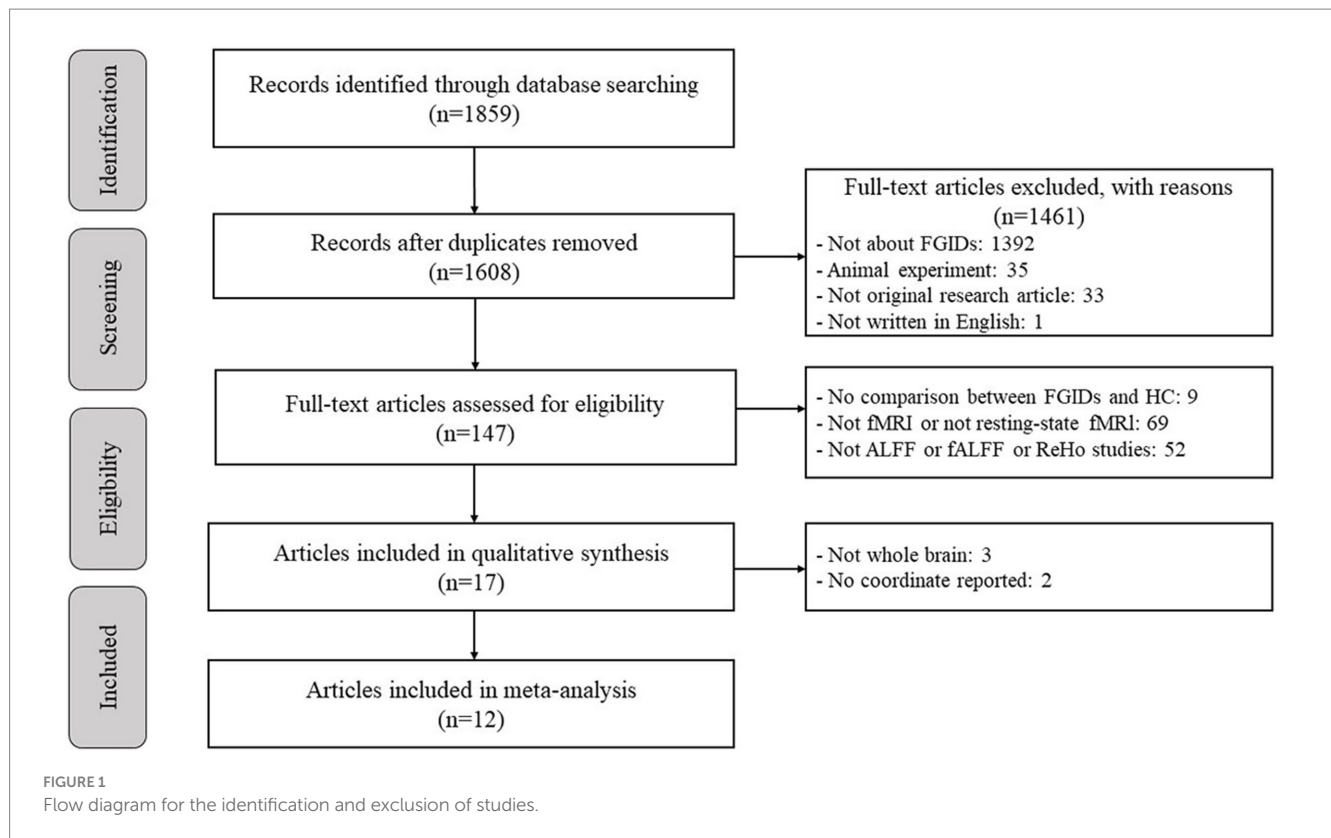 Identification
Records identified through database searching
(n=1859)
Full-text articles excluded, with reasons
(n=1461)
- Not about FGIDs: 1392
- Animal experiment: 35
- Not original research article: 33
- Not written in English: 1
Screening
Records after duplicates removed
(n=1608)
Full-text articles assessed for eligibility
(n=147)
- No comparison between FGIDs and HC: 9
- Not fMRI or not resting-state fMRl: 69
- Not ALFF or fALFF or ReHo studies: 52
Eligibility
Articles included in qualitative synthesis
(n=17)
- Not whole brain: 3
- No coordinate reported: 2
Included
Articles included in meta-analysis
(n=12)
FIGURE 1
Flow diagram for the identification and exclusion of studies.